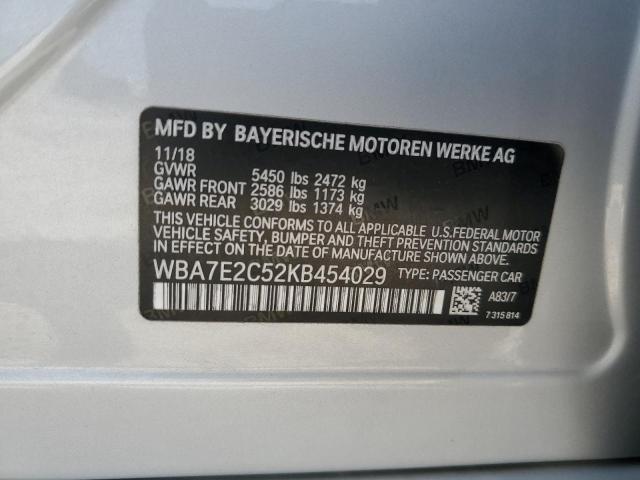 MFD BY BAYERISCHE MOTOREN WERKE AG
11/18
GVWR 5450 lbs 2472 kg
GAWR FRONT 2586 lbs 1173 kg
GAWR REAR 3029 lbs 1374 kg
THIS VEHICLE CONFORMS TO ALL APPLICABLE U.S.FEDERAL MOTOR
VEHICLE SAFETY, BUMPER AND THEFT PREVENTION STANDARDS
IN EFFECT ON THE DATE OF MANUFACTURE SHOWN ABOVE.
WBA7E2C52KB454029 TYPE: PASSENGER CAR
A83/7
7 315 814